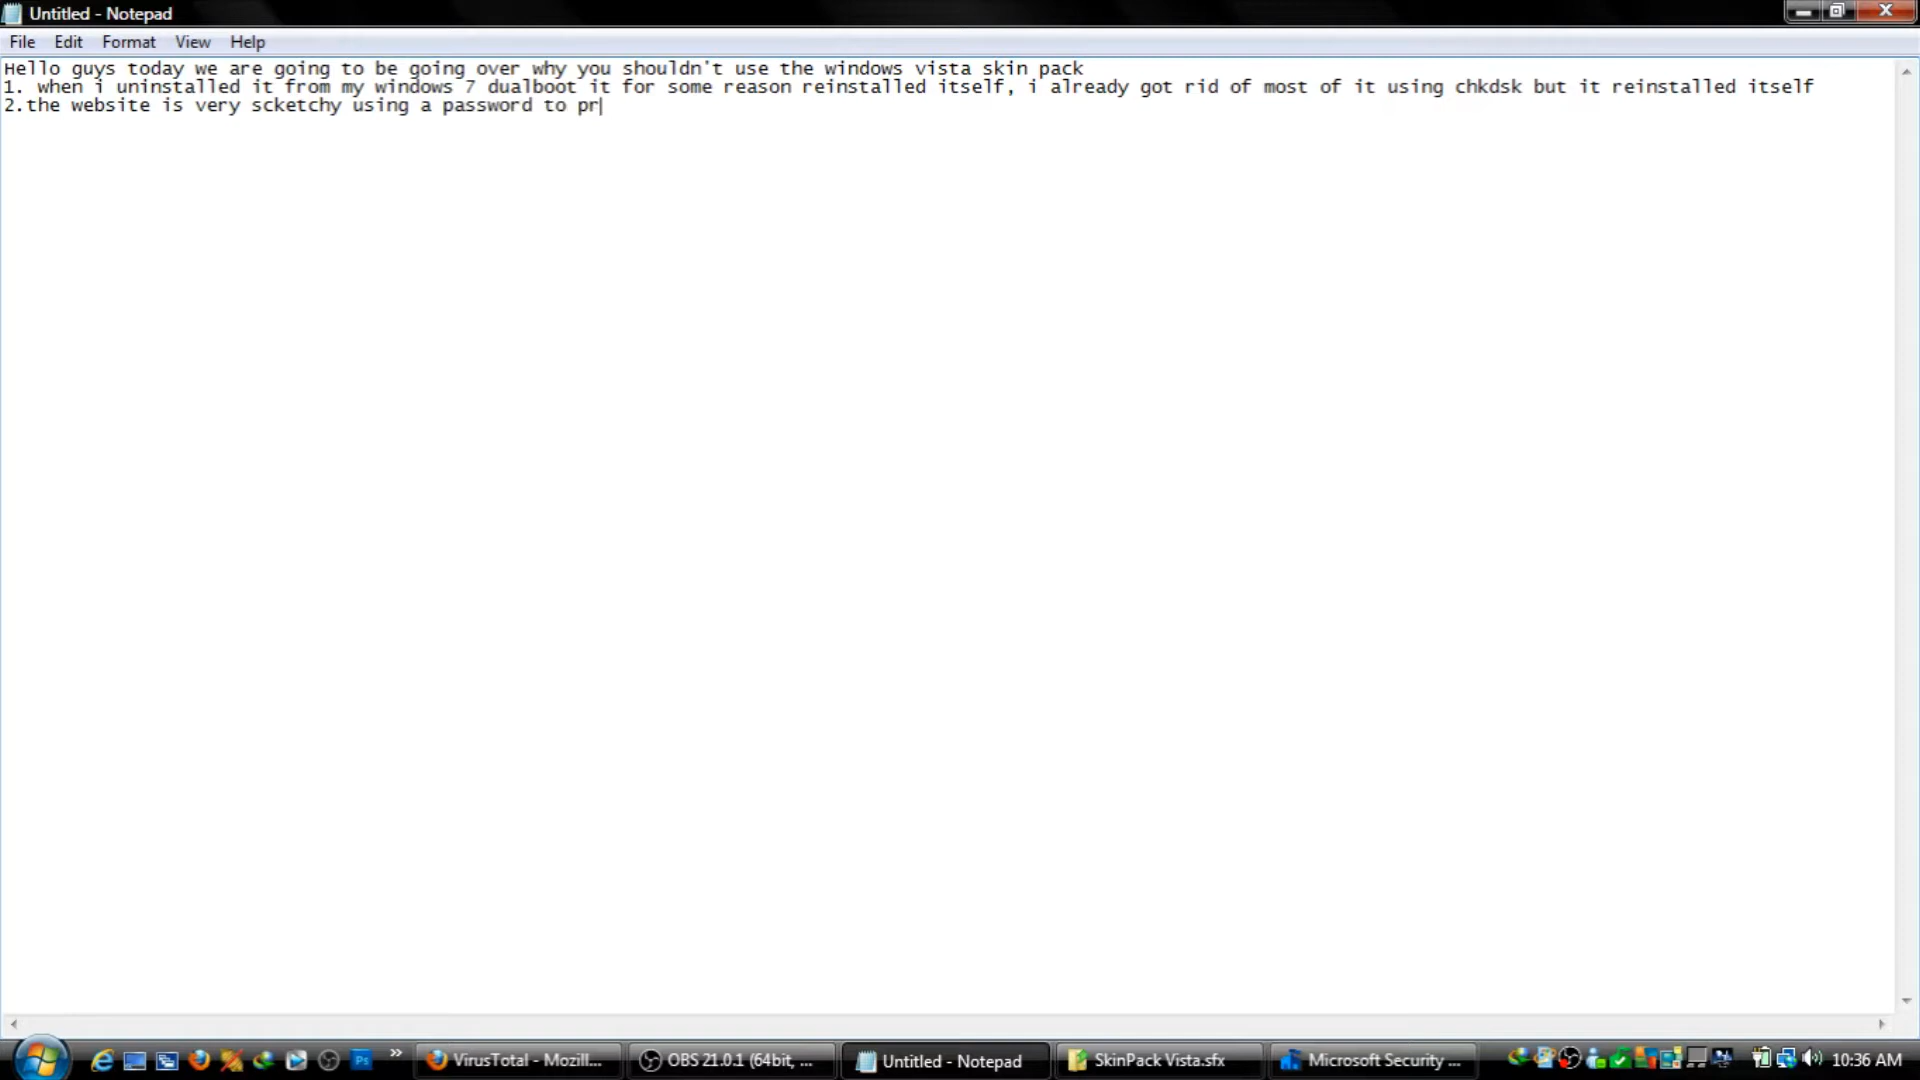 Untitled - Notepad
File Edit Format View Help
Hello guys today we are going to be going over why you shouldn't use the windows vista skin pack
1. when i uninstalled it from my windows 7 dualboot it for some reason reinstalled itself, i already got rid of most of it using chkdsk but it reinstalled itself
2.the website is very scketchy using a password to pr
Ps » VirusTotal - Mozill... OBS 21.0.1 (64bit, ... Untitled - Notepad SkinPack Vista.sfx Microsoft Security ... 10:36 AM